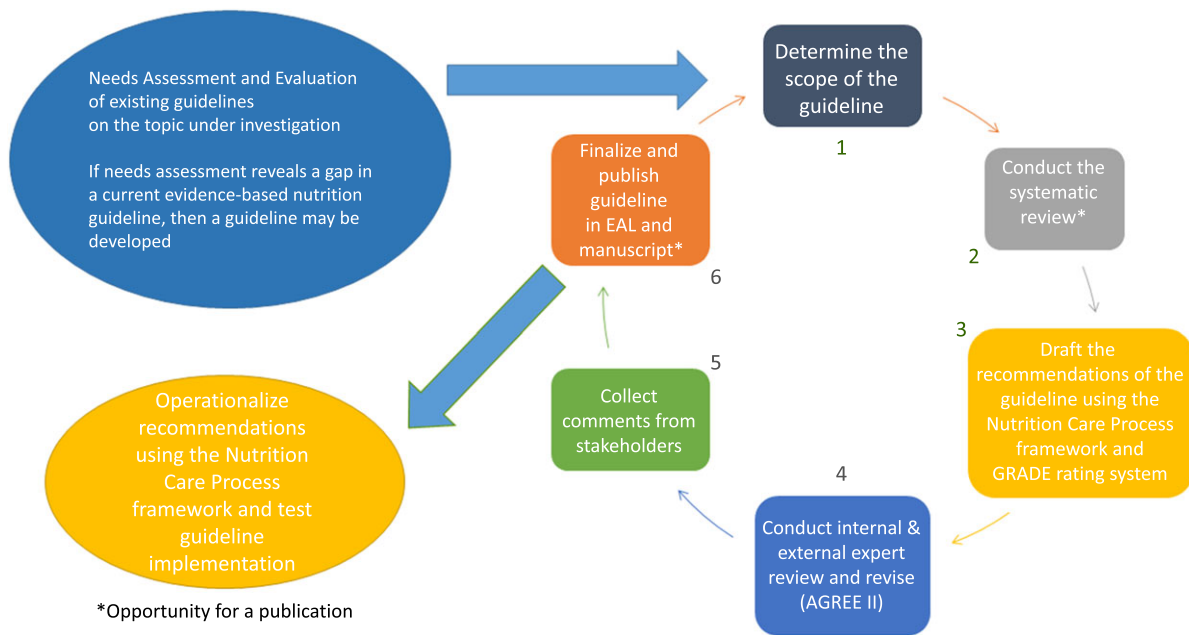 Needs Assessment and Evaluation
of existing guidelines
on the topic under investigation
If needs assessment reveals a gap in
a current evidence-based nutrition
guideline, then a guideline may be
developed
Determine the
scope of the
guideline
1
Conduct the
systematic
review*
2
3
Draft the
recommendations of the
guideline using the
Nutrition Care Process
framework and
GRADE rating system
4
Conduct internal &
external expert
review and revise
(AGREE II)
5
Collect
comments from
stakeholders
Finalize and
publish
guideline
in EAL and
manuscript*
6
Operationalize
recommendations
using the Nutrition
Care Process
framework and test
guideline
implementation
*Opportunity for a publication